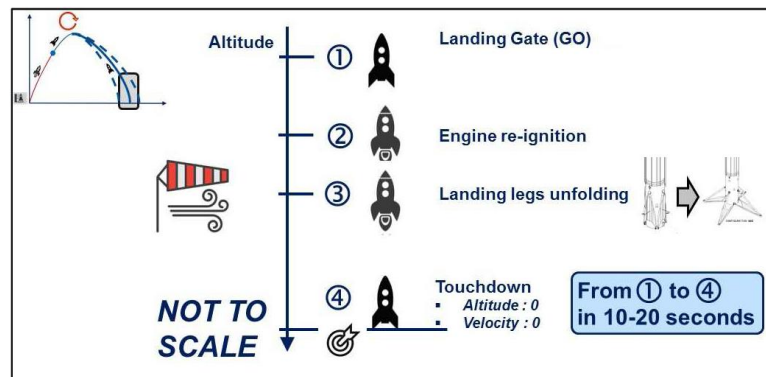 Altitude
① Landing Gate (GO)
② Engine re-ignition
③ Landing legs unfolding
④ Touchdown
▪ Altitude : 0
▪ Velocity : 0
NOT TO
SCALE
From ① to ④
in 10-20 seconds